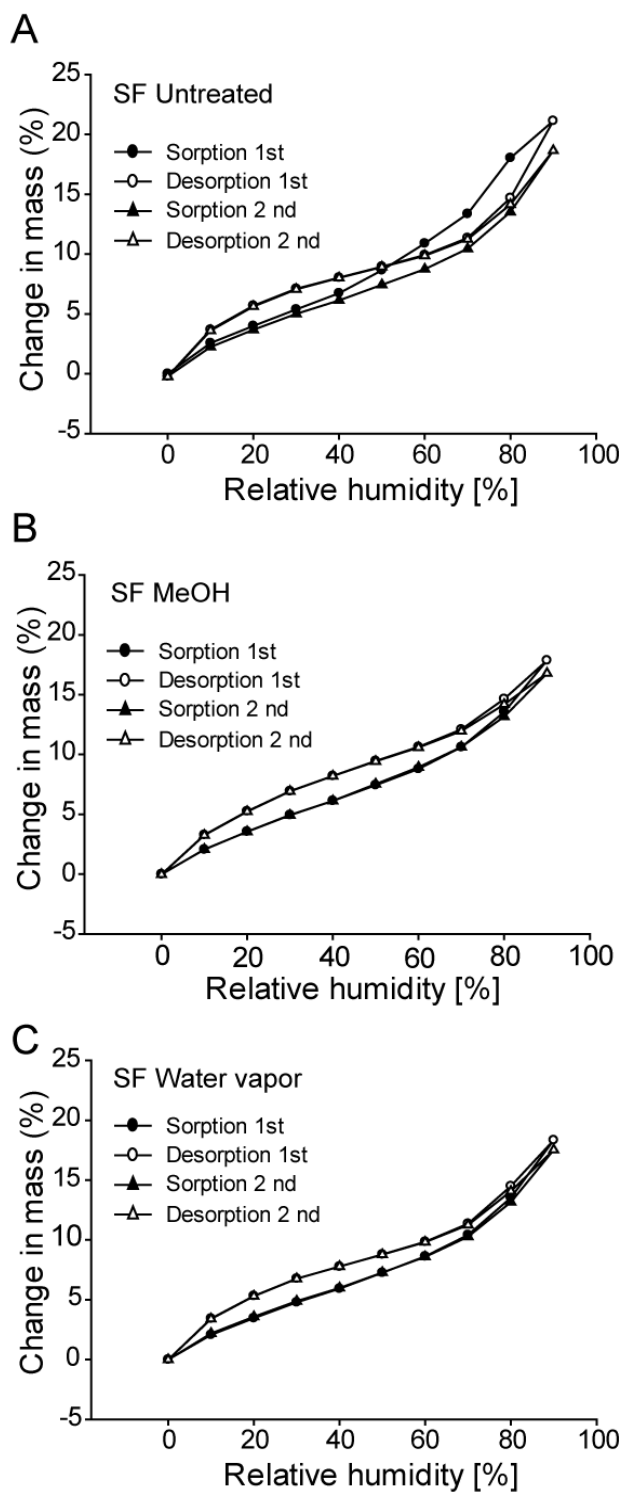 A
SF Untreated
Sorption 1st
Desorption 1st
Sorption 2 nd
Desorption 2 nd
Change in mass (%)
25
20
15
10
5
0
-5
0 20 40 60 80 100
Relative humidity [%]
B
SF MeOH
Sorption 1st
Desorption 1st
Sorption 2 nd
Desorption 2 nd
Change in mass (%)
25
20
15
10
5
0
-5
0 20 40 60 80 100
Relative humidity [%]
C
SF Water vapor
Sorption 1st
Desorption 1st
Sorption 2 nd
Desorption 2 nd
Change in mass (%)
25
20
15
10
5
0
-5
0 20 40 60 80 100
Relative humidity [%]